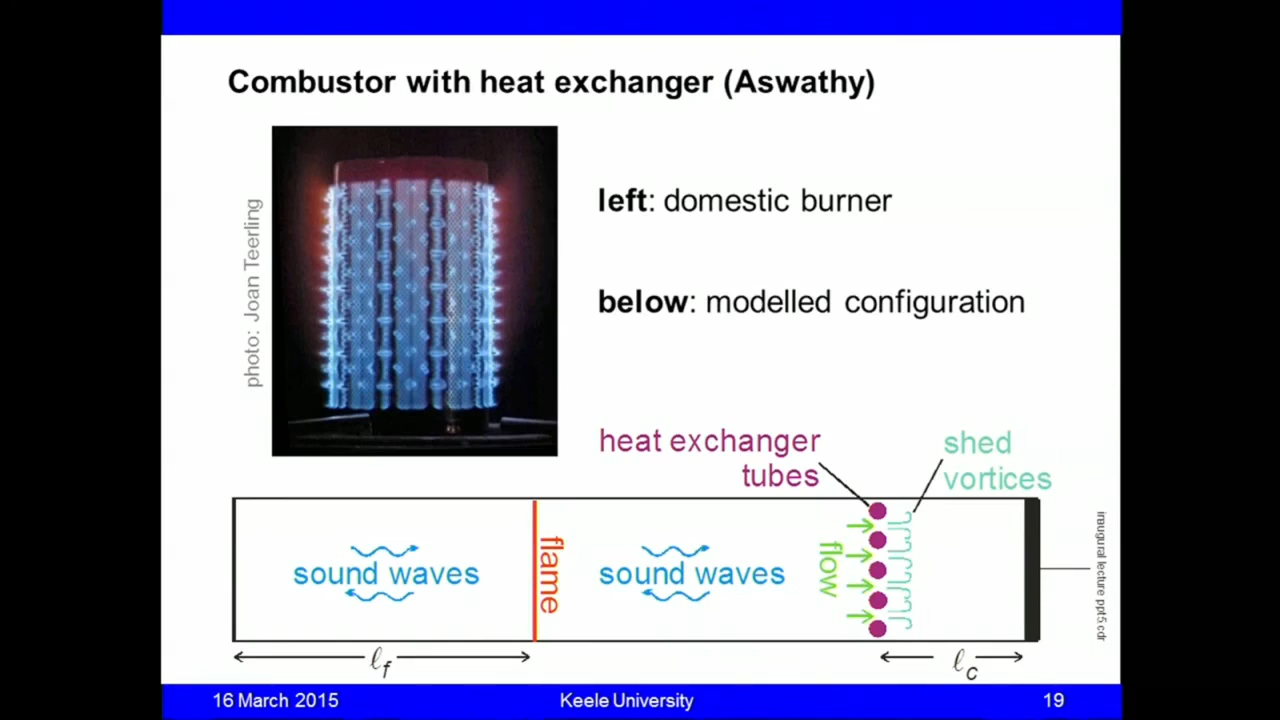 Combustor with heat exchanger (Aswathy)
photo: Joan Teerling
left: domestic burner
below: modelled configuration
heat exchanger
tubes
shed
vortices
sound waves
flame
sound waves
flow
ℓf
ℓc
inaugural lecture ppt5.cdr
16 March 2015
Keele University
19